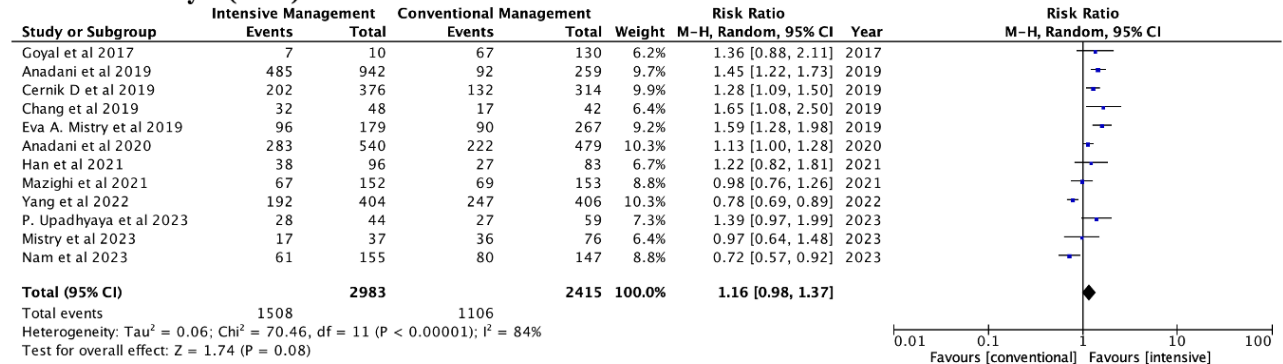 Intensive Management Conventional Management Risk Ratio Risk Ratio
Study or Subgroup Events Total Events Total Weight M-H, Random, 95% CI Year M-H, Random, 95% CI
Goyal et al 2017 7 10 67 130 6.2% 1.36 [0.88, 2.11] 2017
Anadani et al 2019 485 942 92 259 9.7% 1.45 [1.22, 1.73] 2019
Cernik D et al 2019 202 376 132 314 9.9% 1.28 [1.09, 1.50] 2019
Chang et al 2019 32 48 17 42 6.4% 1.65 [1.08, 2.50] 2019
Eva A. Mistry et al 2019 96 179 90 267 9.2% 1.59 [1.28, 1.98] 2019
Anadani et al 2020 283 540 222 479 10.3% 1.13 [1.00, 1.28] 2020
Han et al 2021 38 96 27 83 6.7% 1.22 [0.82, 1.81] 2021
Mazighi et al 2021 67 152 69 153 8.8% 0.98 [0.76, 1.26] 2021
Yang et al 2022 192 404 247 406 10.3% 0.78 [0.69, 0.89] 2022
P. Upadhyaya et al 2023 28 44 27 59 7.3% 1.39 [0.97, 1.99] 2023
Mistry et al 2023 17 37 36 76 6.4% 0.97 [0.64, 1.48] 2023
Nam et al 2023 61 155 80 147 8.8% 0.72 [0.57, 0.92] 2023
Total (95% CI) 2983 2415 100.0% 1.16 [0.98, 1.37]
Total events 1508 1106
Heterogeneity: Tau² = 0.06; Chi² = 70.46, df = 11 (P < 0.00001); I² = 84%
Test for overall effect: Z = 1.74 (P = 0.08)
0.01 0.1 1 10 100
Favours [conventional] Favours [intensive]